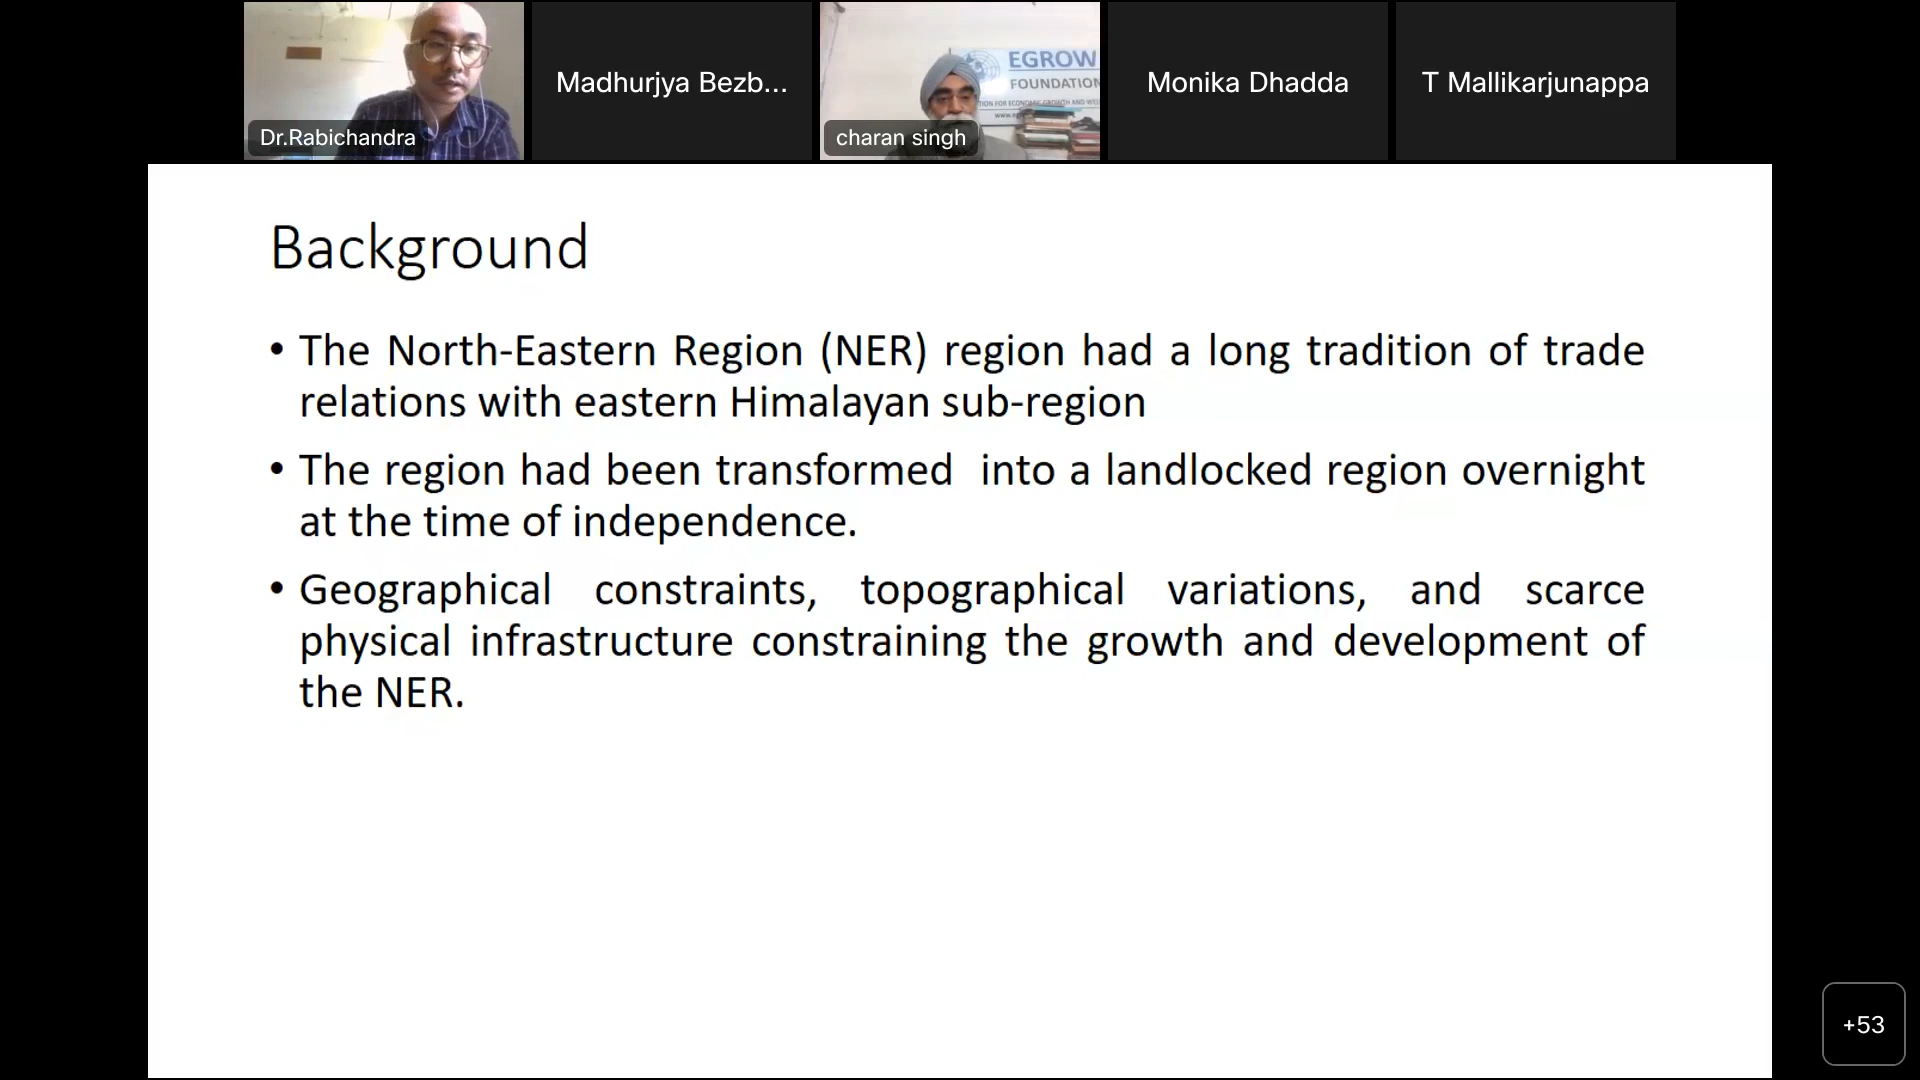 EGROW
FOUNDATION
Madhurjya Bezb...
Monika Dhadda
T Mallikarjunappa
Dr.Rabichandra
charan singh
Background
• The North-Eastern Region (NER) region had a long tradition of trade
relations with eastern Himalayan sub-region
• The region had been transformed into a landlocked region overnight
at the time of independence.
• Geographical constraints, topographical variations, and scarce
physical infrastructure constraining the growth and development of
the NER.
+53